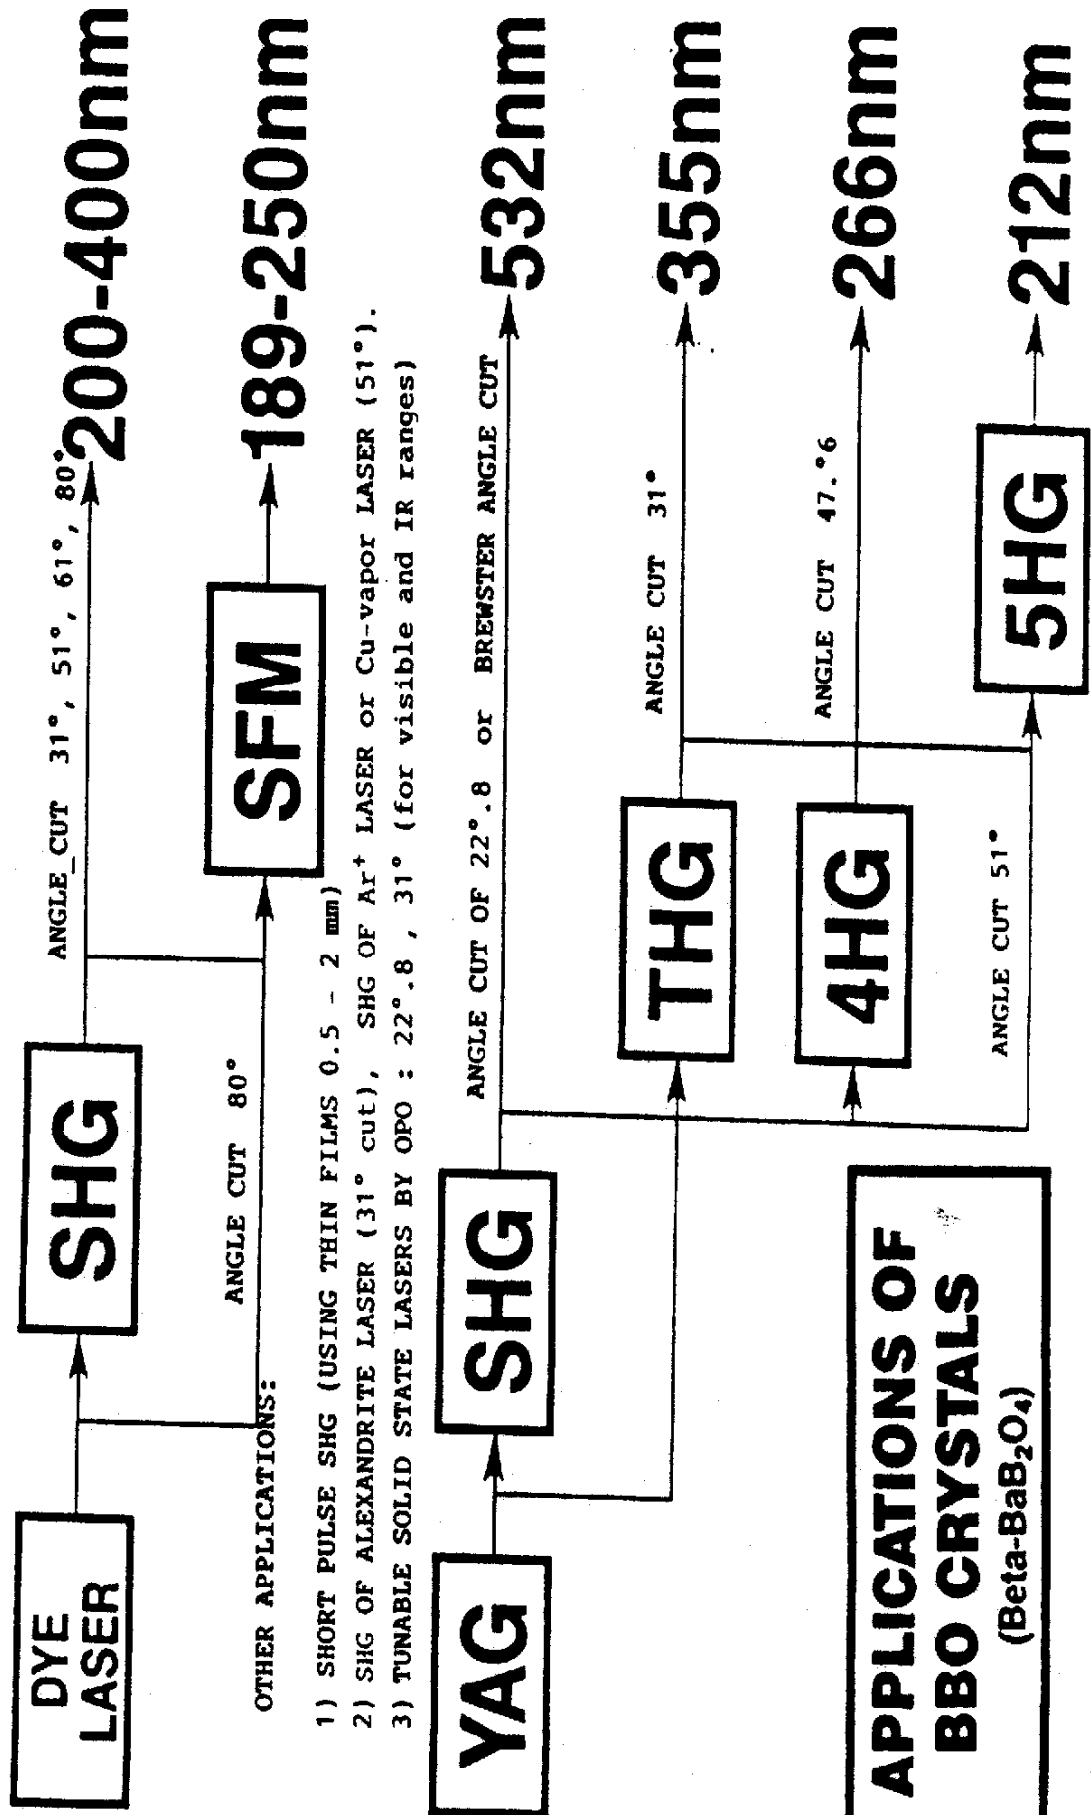 DYE
LASER
SHG
ANGLE CUT 31°, 51°, 61°, 80°
200-400nm
ANGLE CUT 80°
SFM
189-250nm
OTHER APPLICATIONS:
1) SHORT PULSE SHG (USING THIN FILMS 0.5 - 2 mm)
2) SHG OF ALEXANDRITE LASER (31° cut), SHG OF Ar⁺ LASER or Cu-vapor LASER (51°).
3) TUNABLE SOLID STATE LASERS BY OPO : 22°.8 , 31° (for visible and IR ranges)
YAG
SHG
ANGLE CUT OF 22°.8 or BREWSTER ANGLE CUT
532nm
THG
ANGLE CUT 31°
355nm
4HG
ANGLE CUT 47.°6
266nm
ANGLE CUT 51°
5HG
212nm
APPLICATIONS OF
BBO CRYSTALS
(Beta-BaB₂O₄)